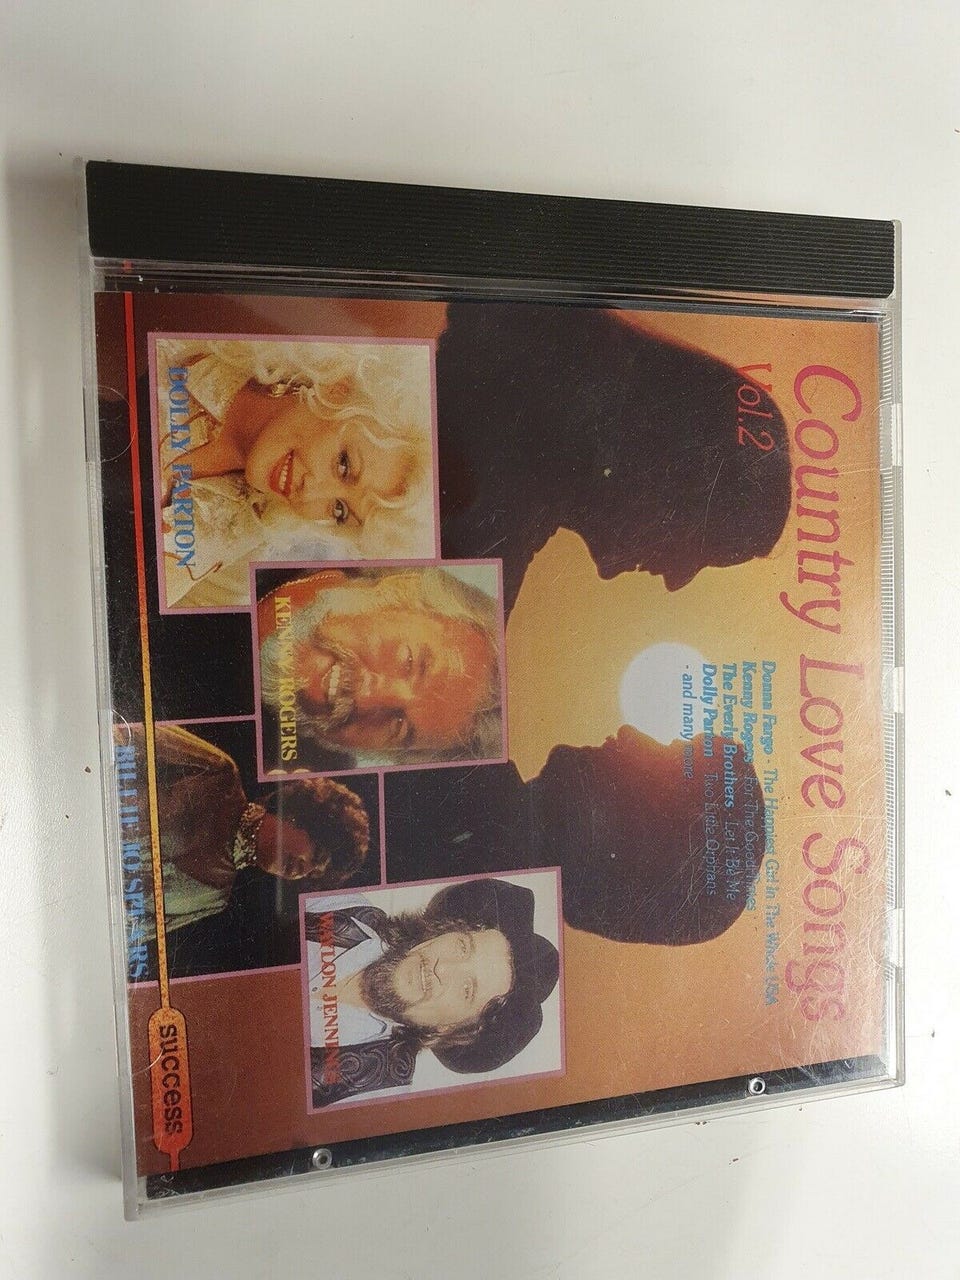 Country Love Songs
Vol.2
Donna Fargo - The Happiest Girl In The Whole USA
Kenny Rogers - For The Good Times
The Everly Brothers - Let It Be Me
Dolly Parton - Two Little Orphans
- and many more
DOLLY PARTON
KENNY ROGERS
BILLIE JO SPEARS
WAYLON JENNINGS
success